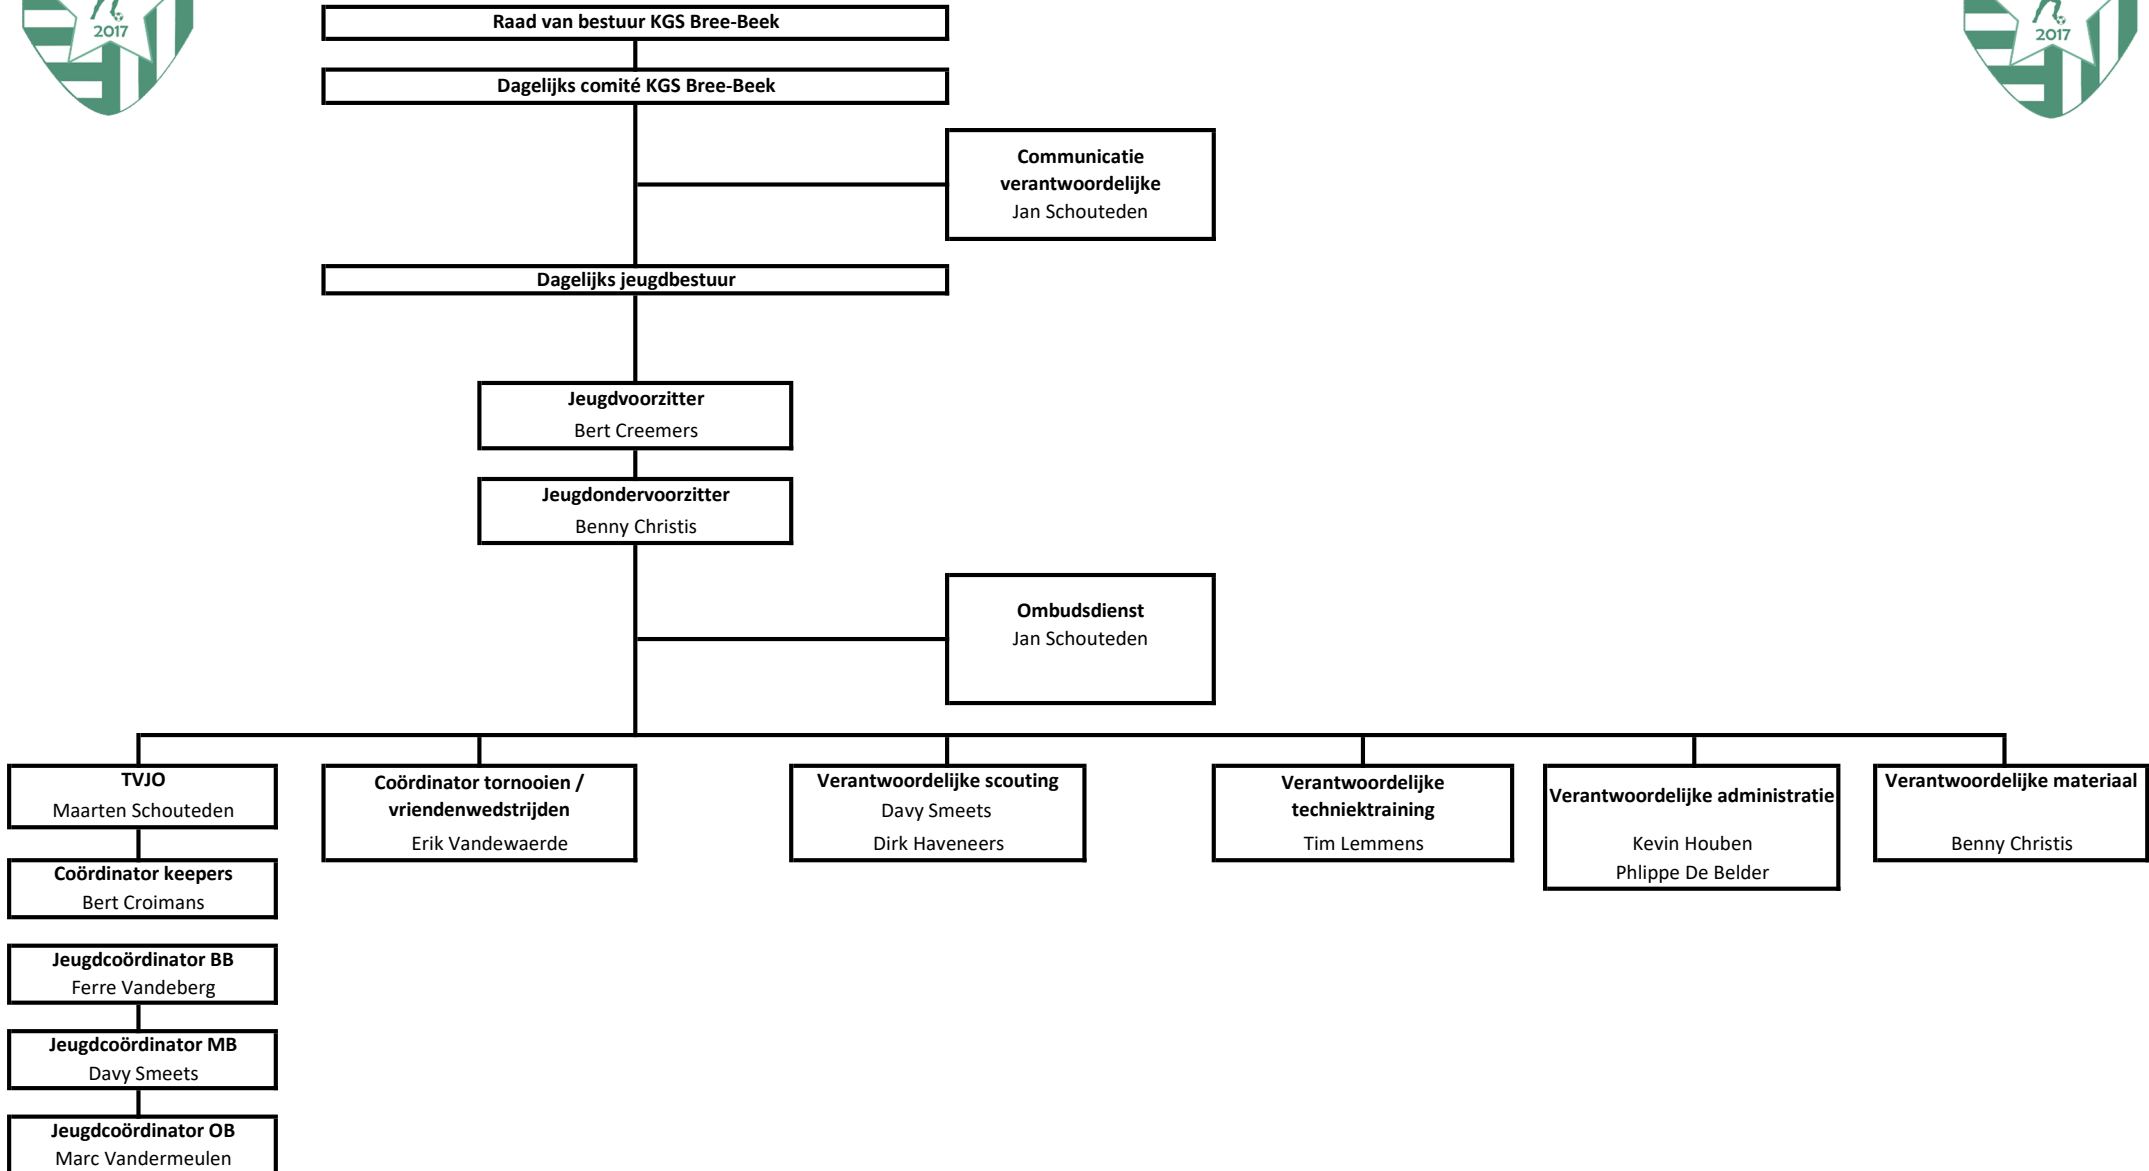 2017
2017
Raad van bestuur KGS Bree-Beek
Dagelijks comité KGS Bree-Beek
Communicatie
verantwoordelijke
Jan Schouteden
Dagelijks jeugdbestuur
Jeugdvoorzitter
Bert Creemers
Jeugdondervoorzitter
Benny Christis
Ombudsdienst
Jan Schouteden
TVJO
Maarten Schouteden
Coördinator tornooien /
vriendenwedstrijden
Erik Vandewaerde
Verantwoordelijke scouting
Davy Smeets
Dirk Haveneers
Verantwoordelijke
techniektraining
Tim Lemmens
Verantwoordelijke administratie
Kevin Houben
Phlippe De Belder
Verantwoordelijke materiaal
Benny Christis
Coördinator keepers
Bert Croimans
Jeugdcoördinator BB
Ferre Vandeberg
Jeugdcoördinator MB
Davy Smeets
Jeugdcoördinator OB
Marc Vandermeulen